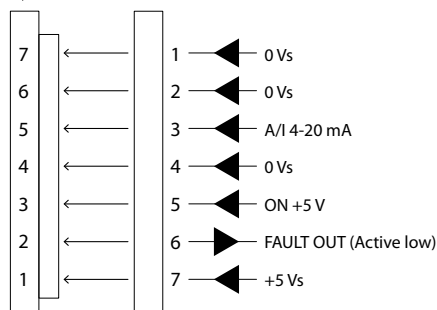 7 1 0 Vs
6 2 0 Vs
5 3 A/I 4-20 mA
4 4 0 Vs
3 5 ON +5 V
2 6 FAULT OUT (Active low)
1 7 +5 Vs